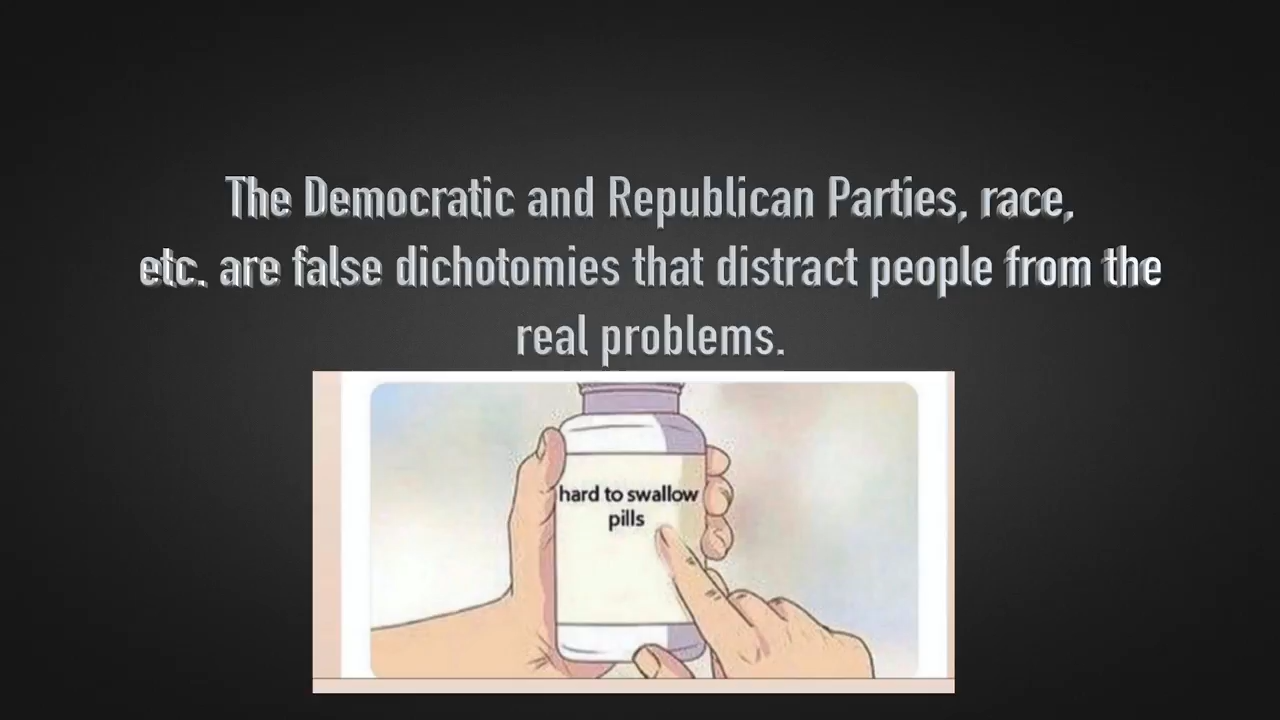 The Democratic and Republican Parties, race,
etc. are false dichotomies that distract people from the
real problems.
hard to swallow
pills